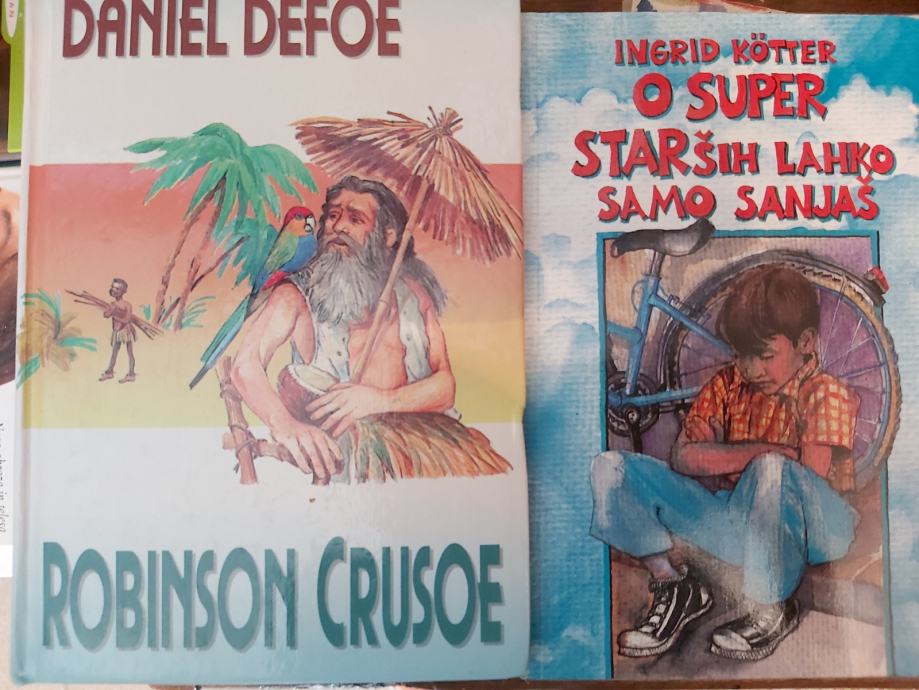 DANIEL DEFOE
ROBINSON CRUSOE
INGRID KÖTTER
O SUPER
STARŠIH LAHKO
SAMO SANJAŠ